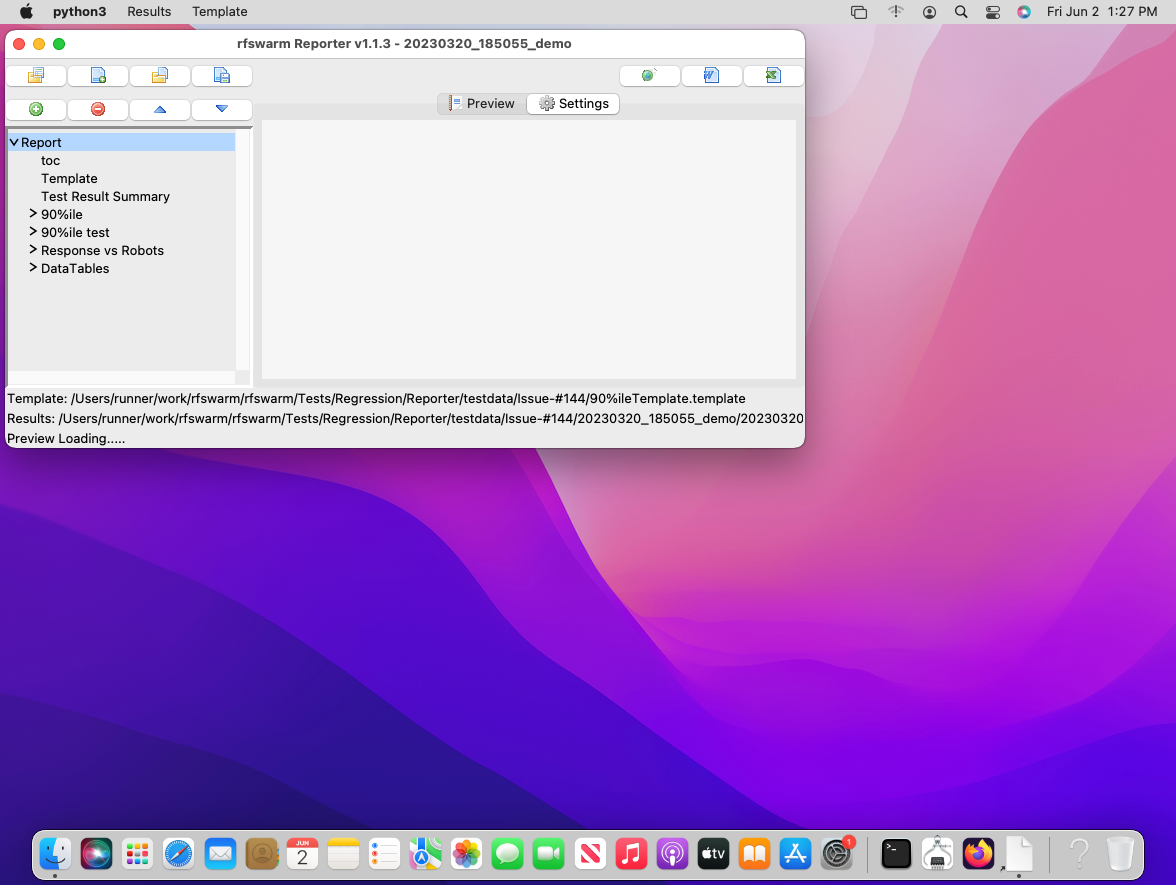 python3 Results Template Fri Jun 2 1:27 PM
rfswarm Reporter v1.1.3 - 20230320_185055_demo
Preview Settings
Report
toc
Template
Test Result Summary
90%ile
90%ile test
Response vs Robots
DataTables
Template: /Users/runner/work/rfswarm/rfswarm/Tests/Regression/Reporter/testdata/Issue-#144/90%ileTemplate.template
Results: /Users/runner/work/rfswarm/rfswarm/Tests/Regression/Reporter/testdata/Issue-#144/20230320_185055_demo/20230320
Preview Loading.....
JUN
2
tv
1